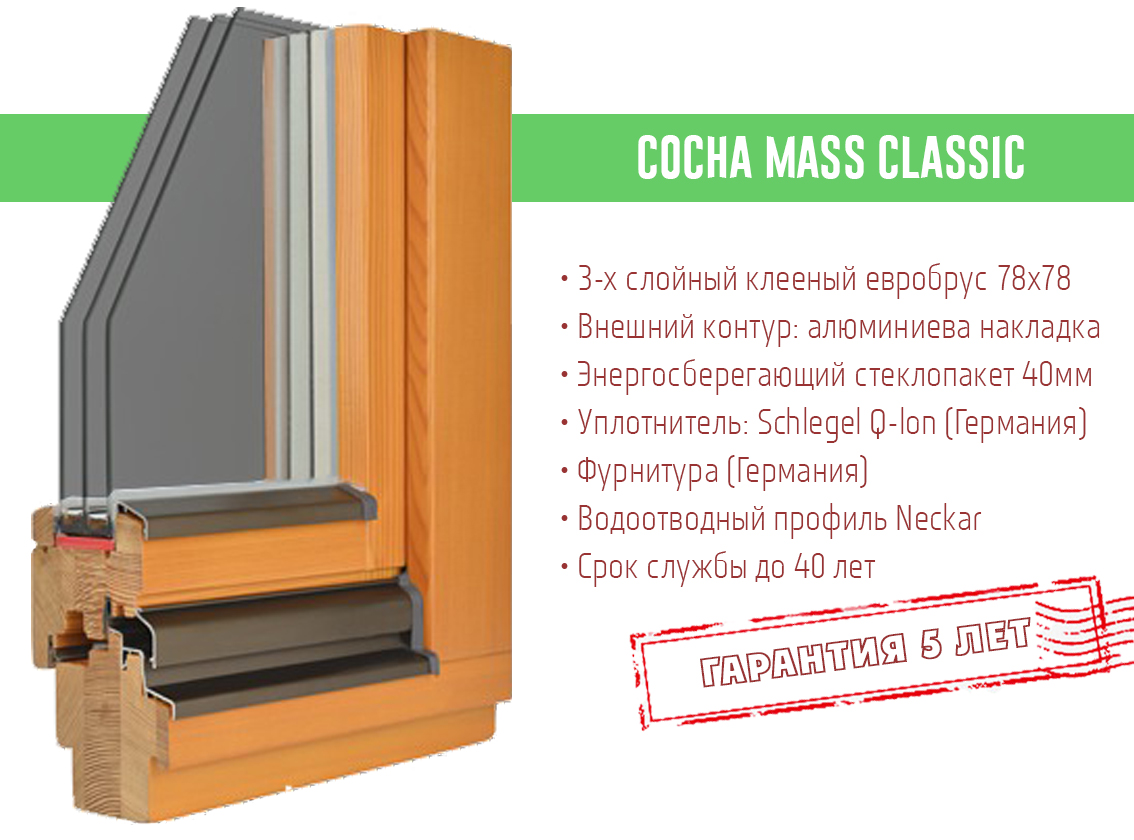 СОСНА MASS CLASSIC
• 3-х слойный клееный евробрус 78х78
• Внешний контур: алюминиева накладка
• Энергосберегающий стеклопакет 40мм
• Уплотнитель: Schlegel Q-lon (Германия)
• Фурнитура (Германия)
• Водоотводный профиль Neckar
• Срок службы до 40 лет
ГАРАНТИЯ 5 ЛЕТ